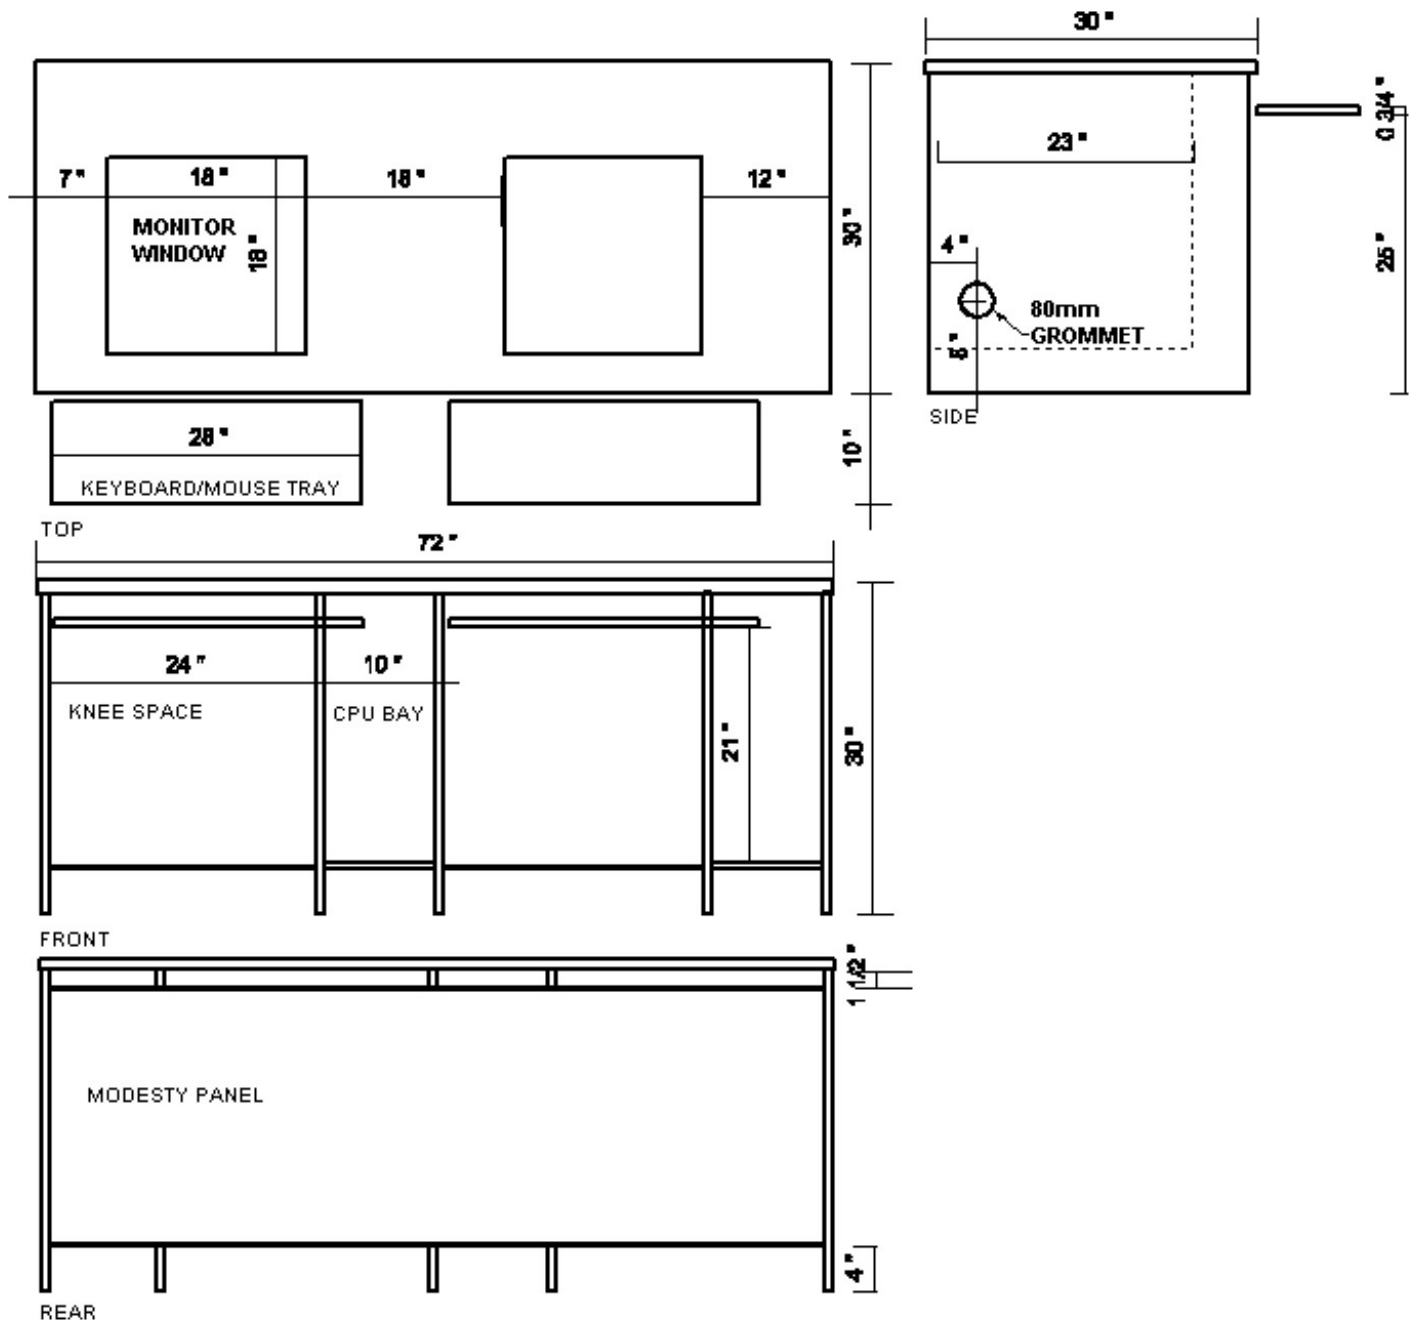 30"
7"
18"
18"
12"
MONITOR
WINDOW
18"
30"
23"
0 3/4"
4"
25"
80mm
GROMMET
SIDE
28"
KEYBOARD/MOUSE TRAY
10"
TOP
72"
24"
10"
KNEE SPACE
CPU BAY
21"
30"
FRONT
1 1/2"
MODESTY PANEL
4"
REAR